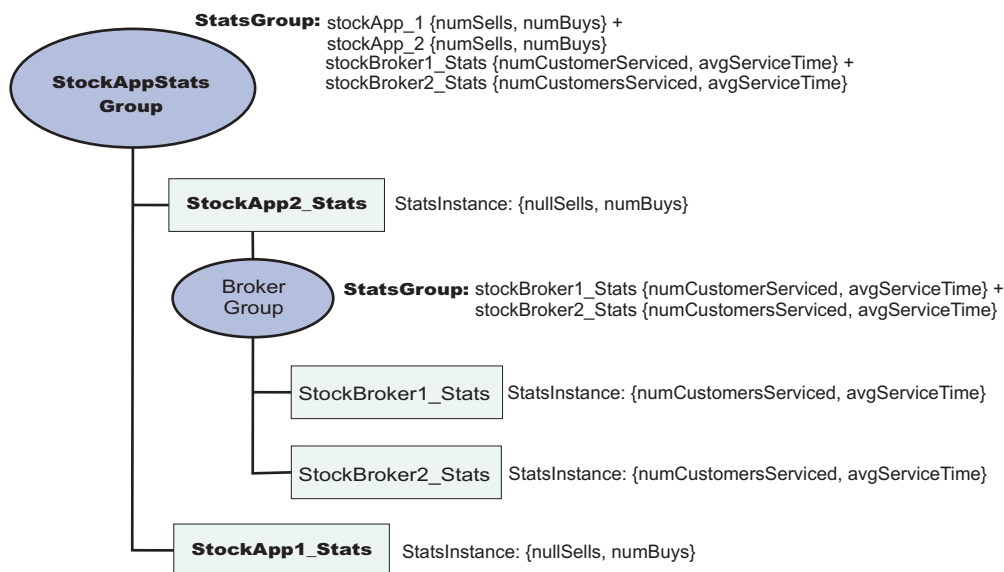 StatsGroup: stockApp_1 {numSells, numBuys} +
stockApp_2 {numSells, numBuys}
stockBroker1_Stats {numCustomerServiced, avgServiceTime} +
stockBroker2_Stats {numCustomersServiced, avgServiceTime}
StockAppStats
Group
StockApp2_Stats
StatsInstance: {nullSells, numBuys}
Broker
Group
StatsGroup: stockBroker1_Stats {numCustomerServiced, avgServiceTime} +
stockBroker2_Stats {numCustomersServiced, avgServiceTime}
StockBroker1_Stats
StatsInstance: {numCustomersServiced, avgServiceTime}
StockBroker2_Stats
StatsInstance: {numCustomersServiced, avgServiceTime}
StockApp1_Stats
StatsInstance: {nullSells, numBuys}